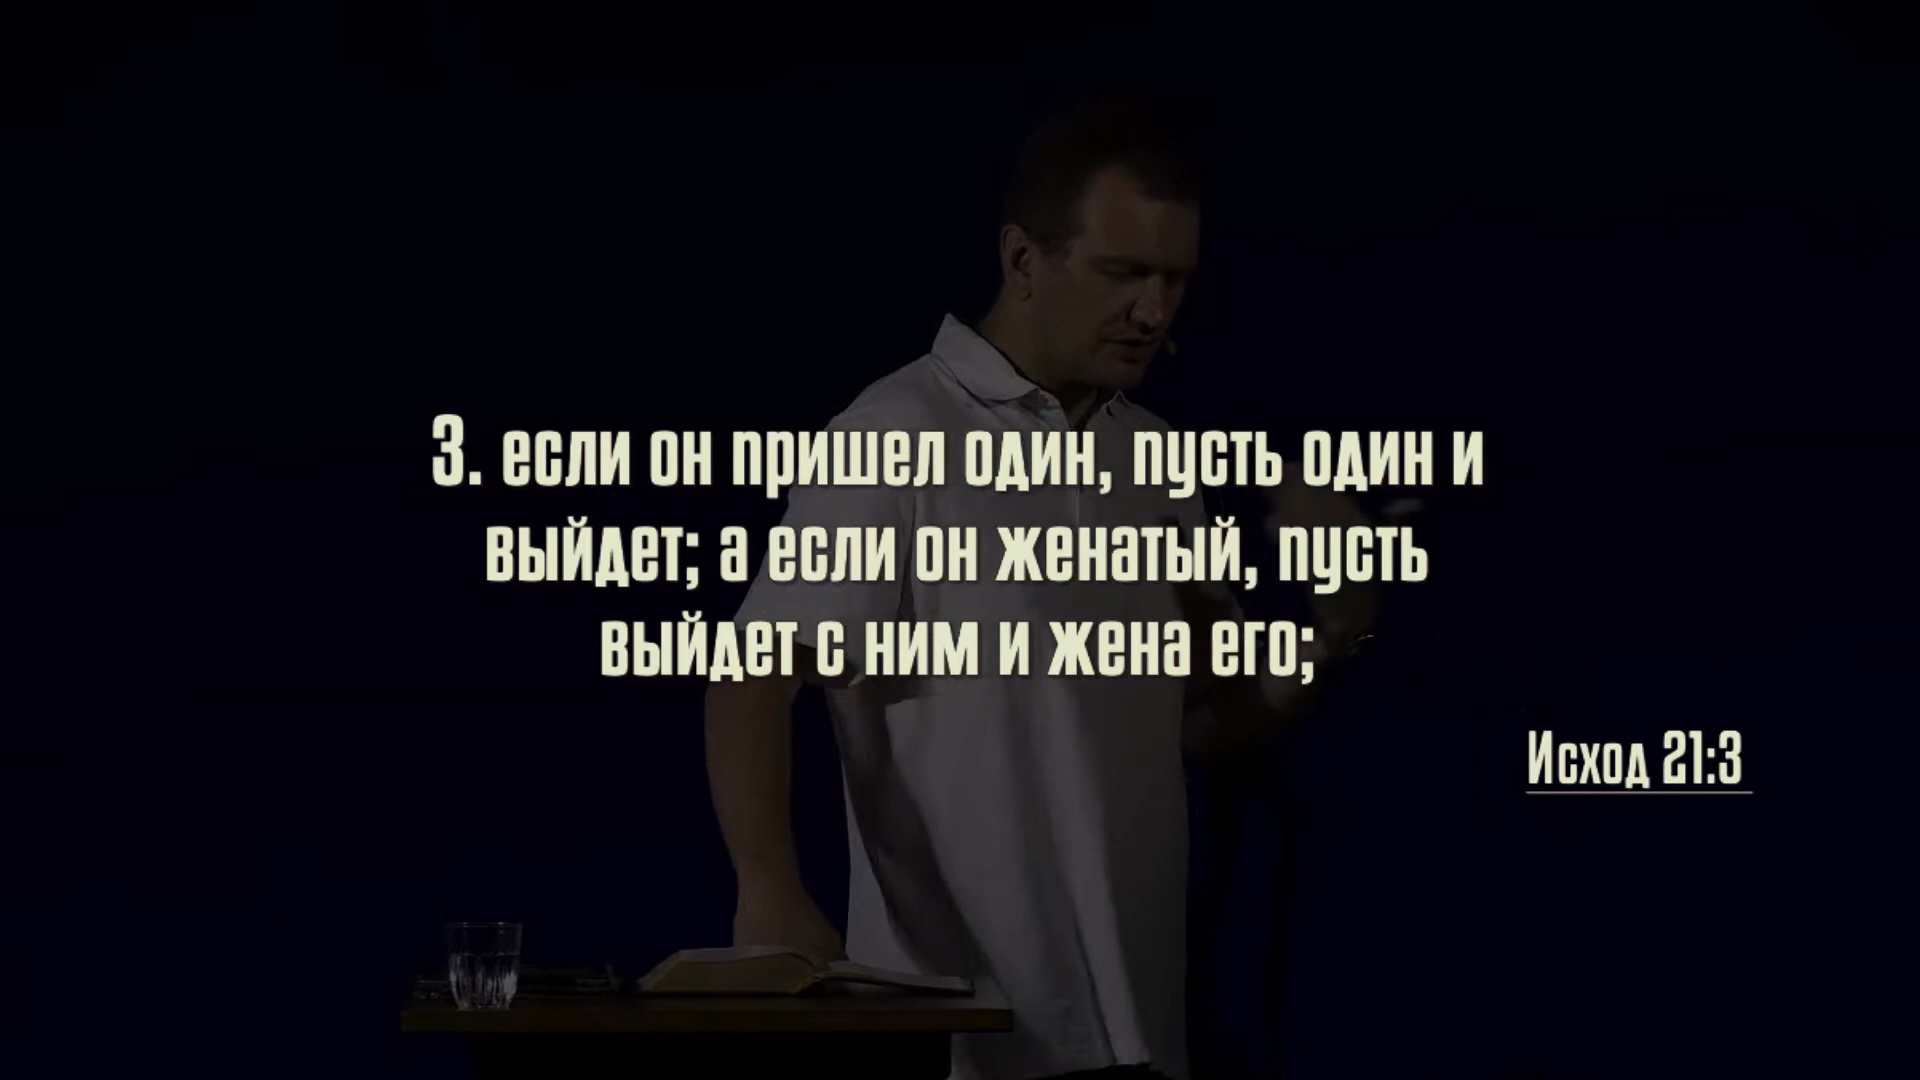 3. если он пришел один, пусть один и
выйдет; а если он женатый, пусть
выйдет с ним и жена его;
Исход 21:3